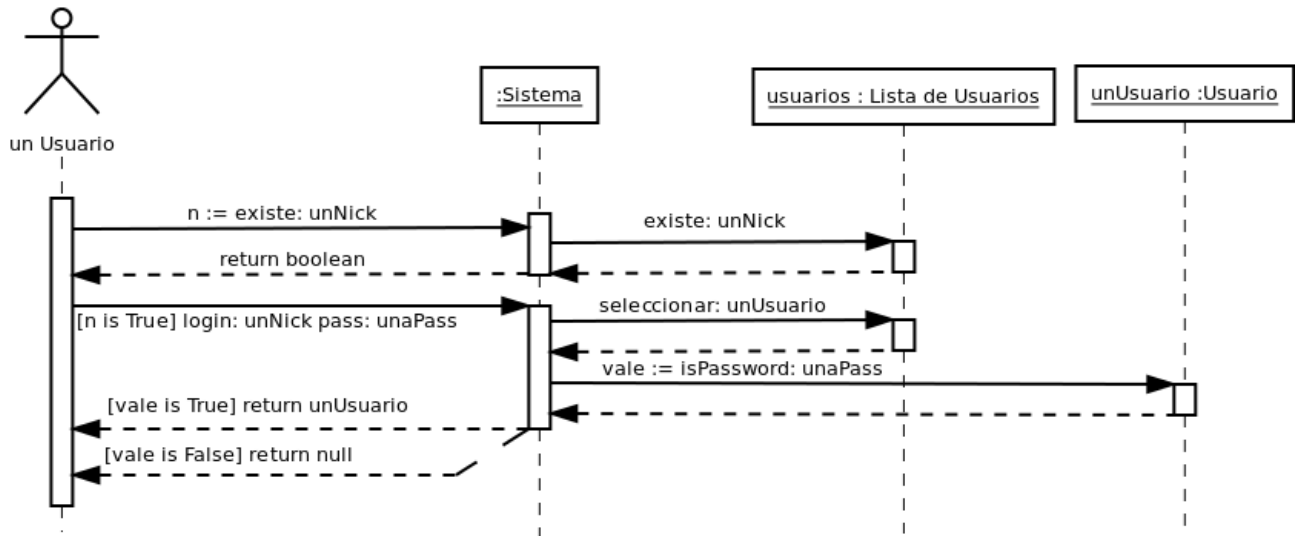 un Usuario
:Sistema
usuarios : Lista de Usuarios
unUsuario :Usuario
n := existe: unNick
existe: unNick
return boolean
[n is True] login: unNick pass: unaPass
seleccionar: unUsuario
vale := isPassword: unaPass
[vale is True] return unUsuario
[vale is False] return null